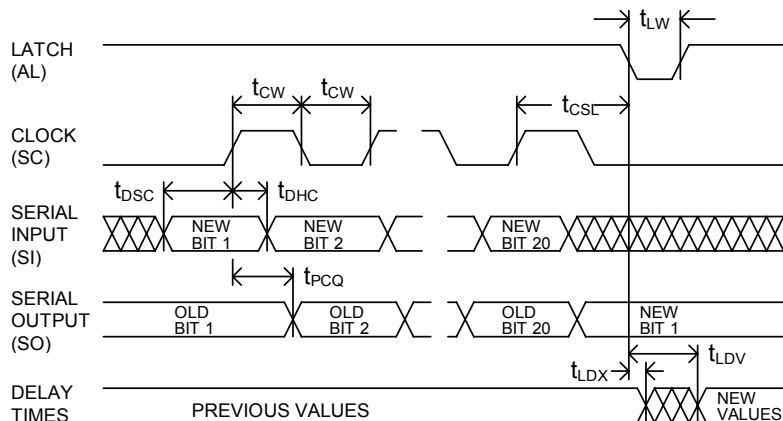 LATCH
(AL)
tLW
tCW
tCW
tCSL
CLOCK
(SC)
tDSC
tDHC
SERIAL
INPUT
(SI)
NEW
BIT 1
NEW
BIT 2
NEW
BIT 20
tPCQ
SERIAL
OUTPUT
(SO)
OLD
BIT 1
OLD
BIT 2
OLD
BIT 20
NEW
BIT 1
tLDV
tLDX
DELAY
TIMES
PREVIOUS VALUES
NEW
VALUES